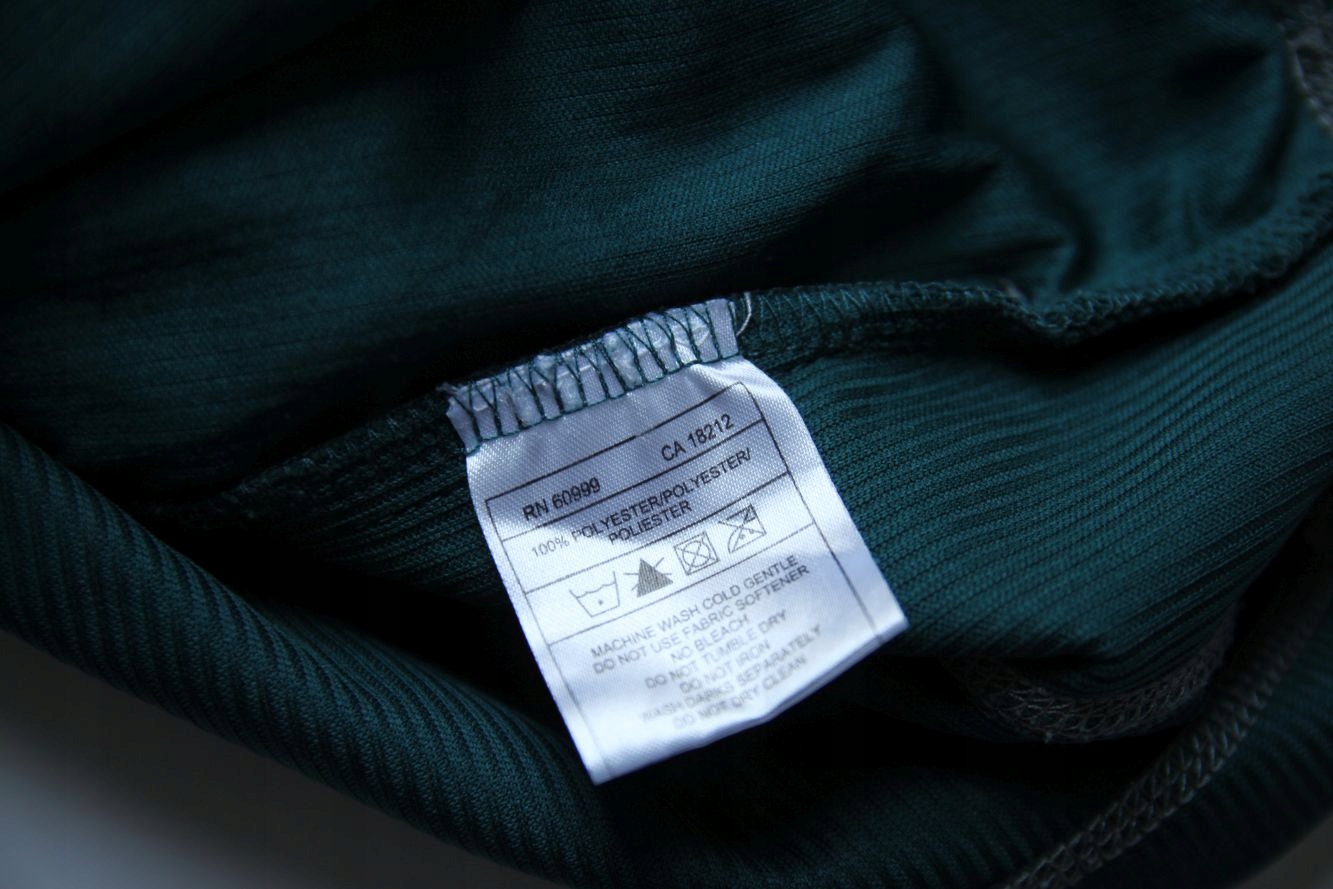 RN 60999 CA 18212
100% POLYESTER/POLYESTER/
POLIESTER
MACHINE WASH COLD GENTLE
DO NOT USE FABRIC SOFTENER
NO BLEACH
DO NOT TUMBLE DRY
DO NOT IRON
WASH DARKS SEPARATELY
DO NOT DRY CLEAN